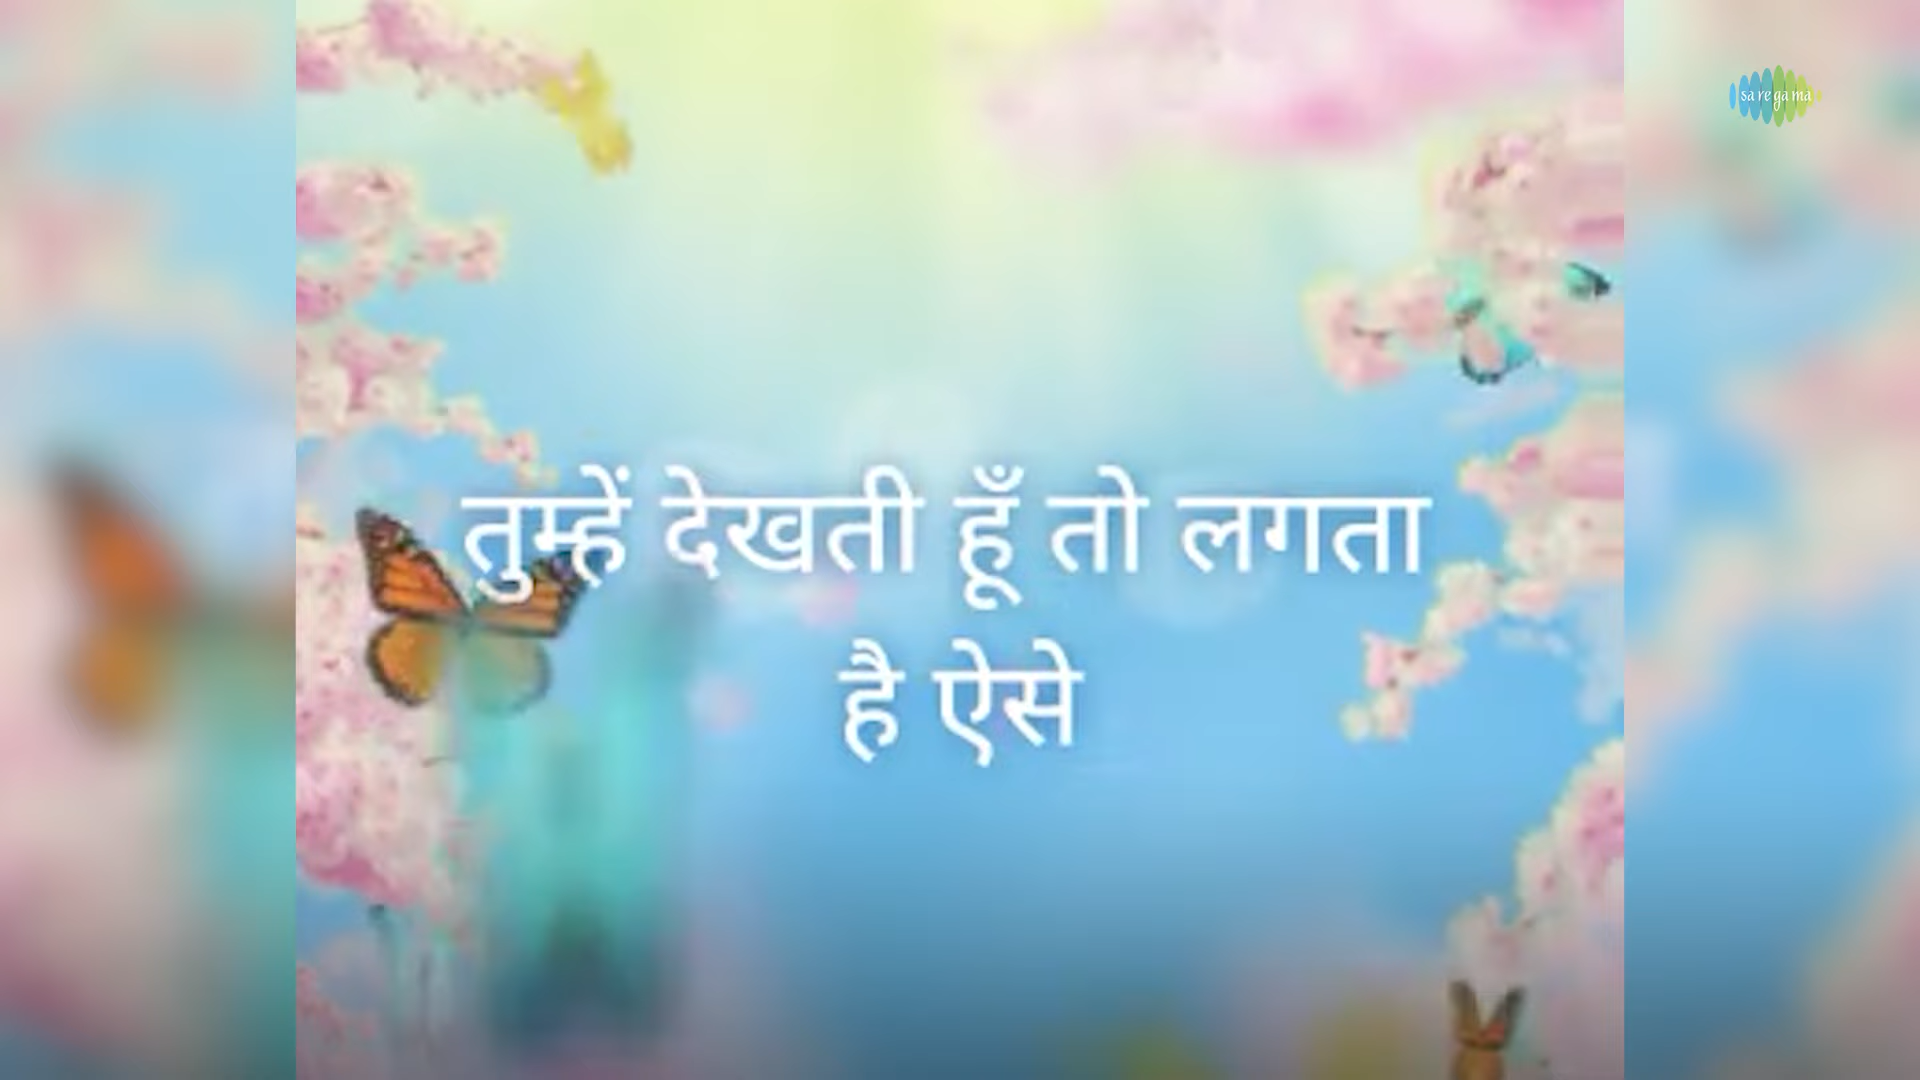 sa re ga ma
तुम्हें देखती हूँ तो लगता
है ऐसे